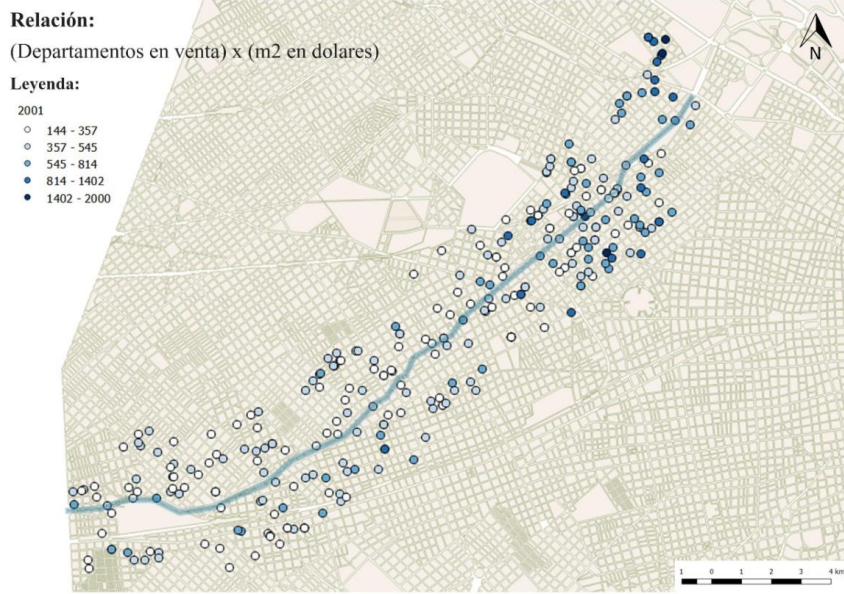 Relación:
(Departamentos en venta) x (m2 en dolares)
Leyenda:
2001
144 - 357
357 - 545
545 - 814
814 - 1402
1402 - 2000
N
1 0 1 2 3 4 km